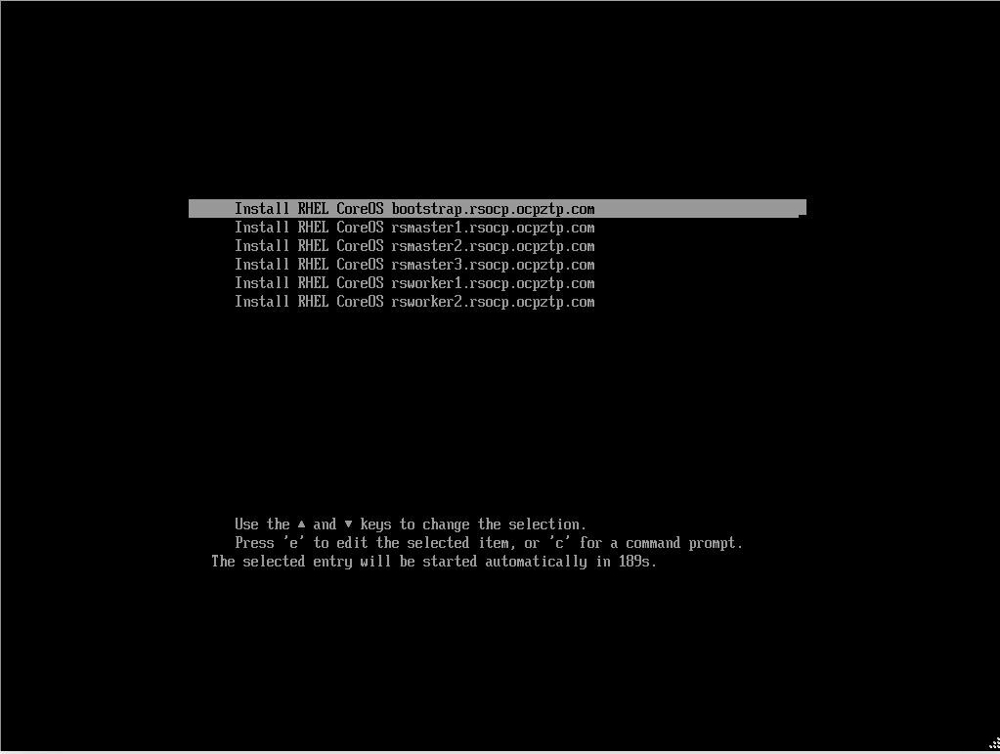 Install RHEL CoreOS bootstrap.rsocp.ocpztp.com
Install RHEL CoreOS rsmaster1.rsocp.ocpztp.com
Install RHEL CoreOS rsmaster2.rsocp.ocpztp.com
Install RHEL CoreOS rsmaster3.rsocp.ocpztp.com
Install RHEL CoreOS rsworker1.rsocp.ocpztp.com
Install RHEL CoreOS rsworker2.rsocp.ocpztp.com
Use the ▲ and ▼ keys to change the selection.
Press 'e' to edit the selected item, or 'c' for a command prompt.
The selected entry will be started automatically in 189s.